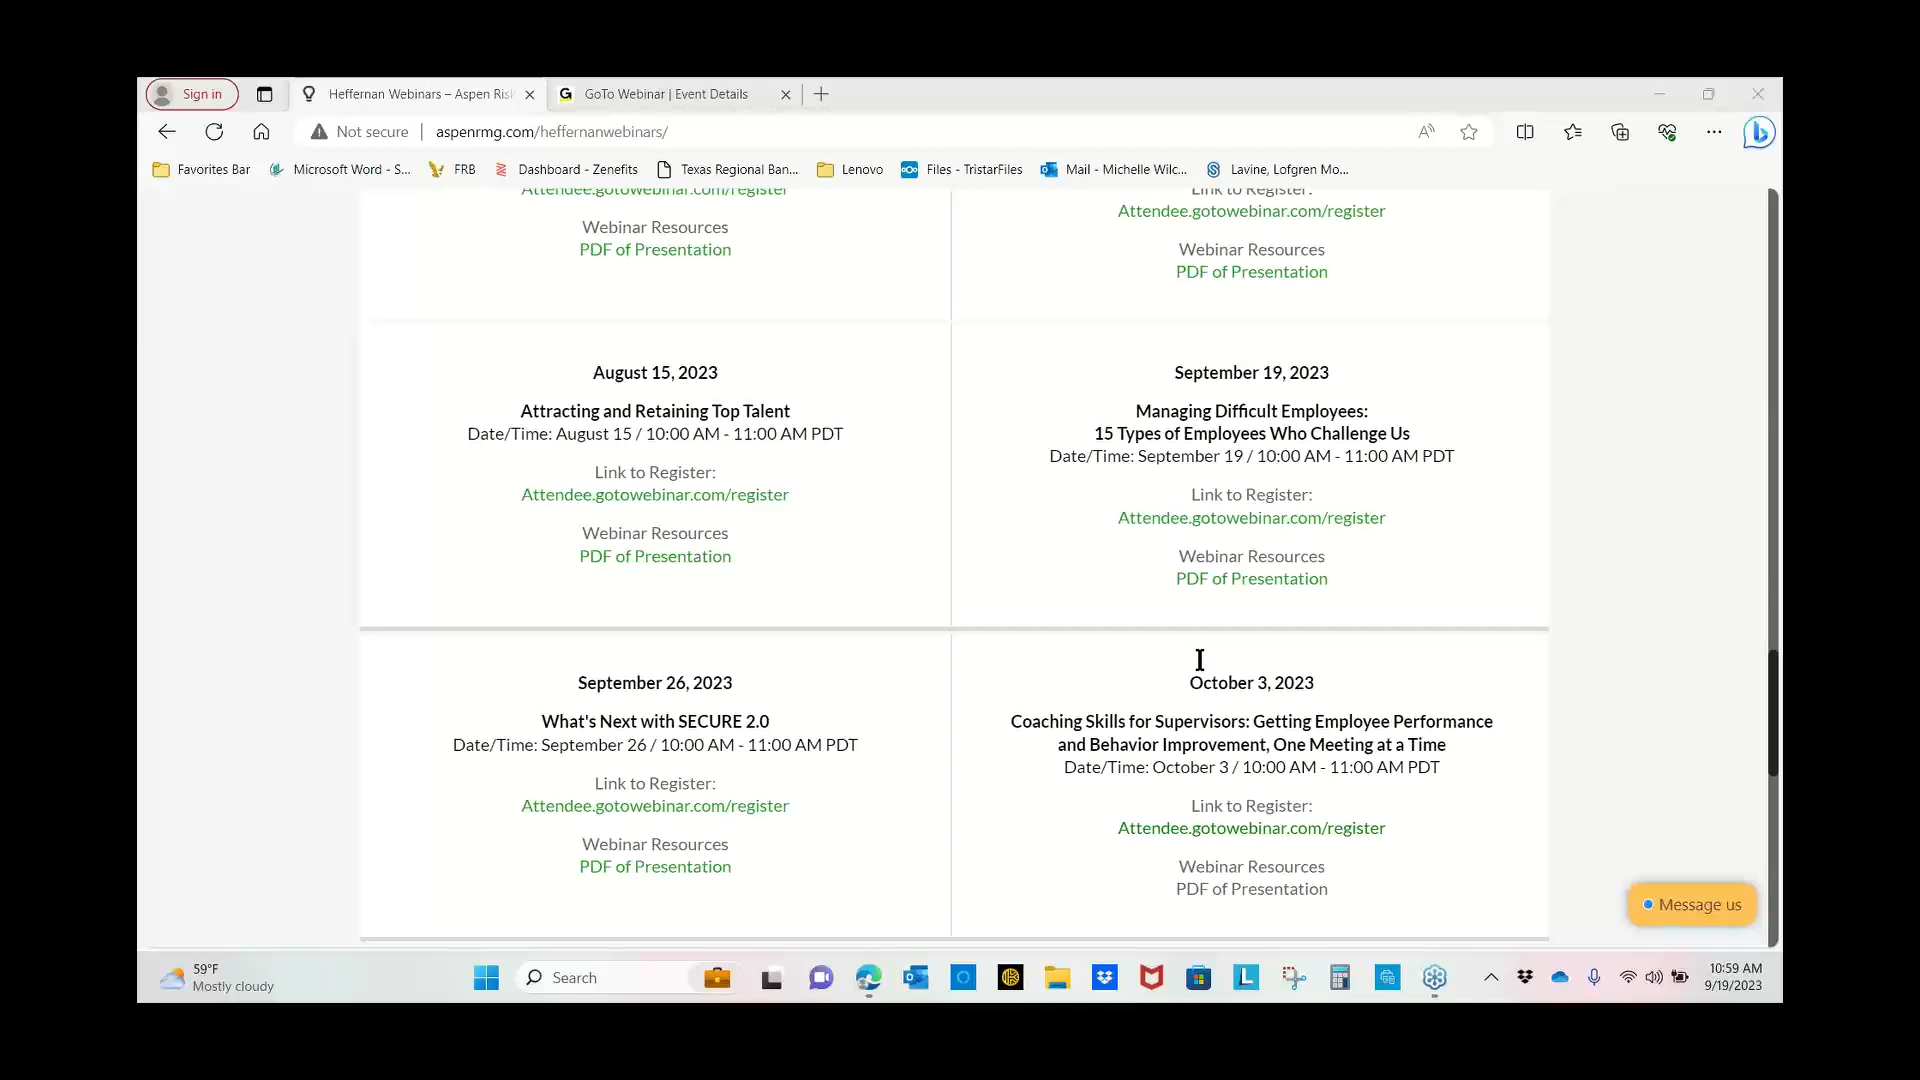 Sign in
Heffernan Webinars – Aspen Ris
GoTo Webinar | Event Details
Not secure
aspenrmg.com/heffernanwebinars/
Favorites Bar
Microsoft Word - S...
FRB
Dashboard - Zenefits
Texas Regional Ban...
Lenovo
Files - TristarFiles
Mail - Michelle Wilc...
Lavine, Lofgren Mo...
Attendee.gotowebinar.com/register
Webinar Resources
PDF of Presentation
Link to Register:
Attendee.gotowebinar.com/register
Webinar Resources
PDF of Presentation
August 15, 2023
Attracting and Retaining Top Talent
Date/Time: August 15 / 10:00 AM - 11:00 AM PDT
Link to Register:
Attendee.gotowebinar.com/register
Webinar Resources
PDF of Presentation
September 19, 2023
Managing Difficult Employees:
15 Types of Employees Who Challenge Us
Date/Time: September 19 / 10:00 AM - 11:00 AM PDT
Link to Register:
Attendee.gotowebinar.com/register
Webinar Resources
PDF of Presentation
September 26, 2023
What's Next with SECURE 2.0
Date/Time: September 26 / 10:00 AM - 11:00 AM PDT
Link to Register:
Attendee.gotowebinar.com/register
Webinar Resources
PDF of Presentation
October 3, 2023
Coaching Skills for Supervisors: Getting Employee Performance
and Behavior Improvement, One Meeting at a Time
Date/Time: October 3 / 10:00 AM - 11:00 AM PDT
Link to Register:
Attendee.gotowebinar.com/register
Webinar Resources
PDF of Presentation
Message us
59°F
Mostly cloudy
Search
10:59 AM
9/19/2023